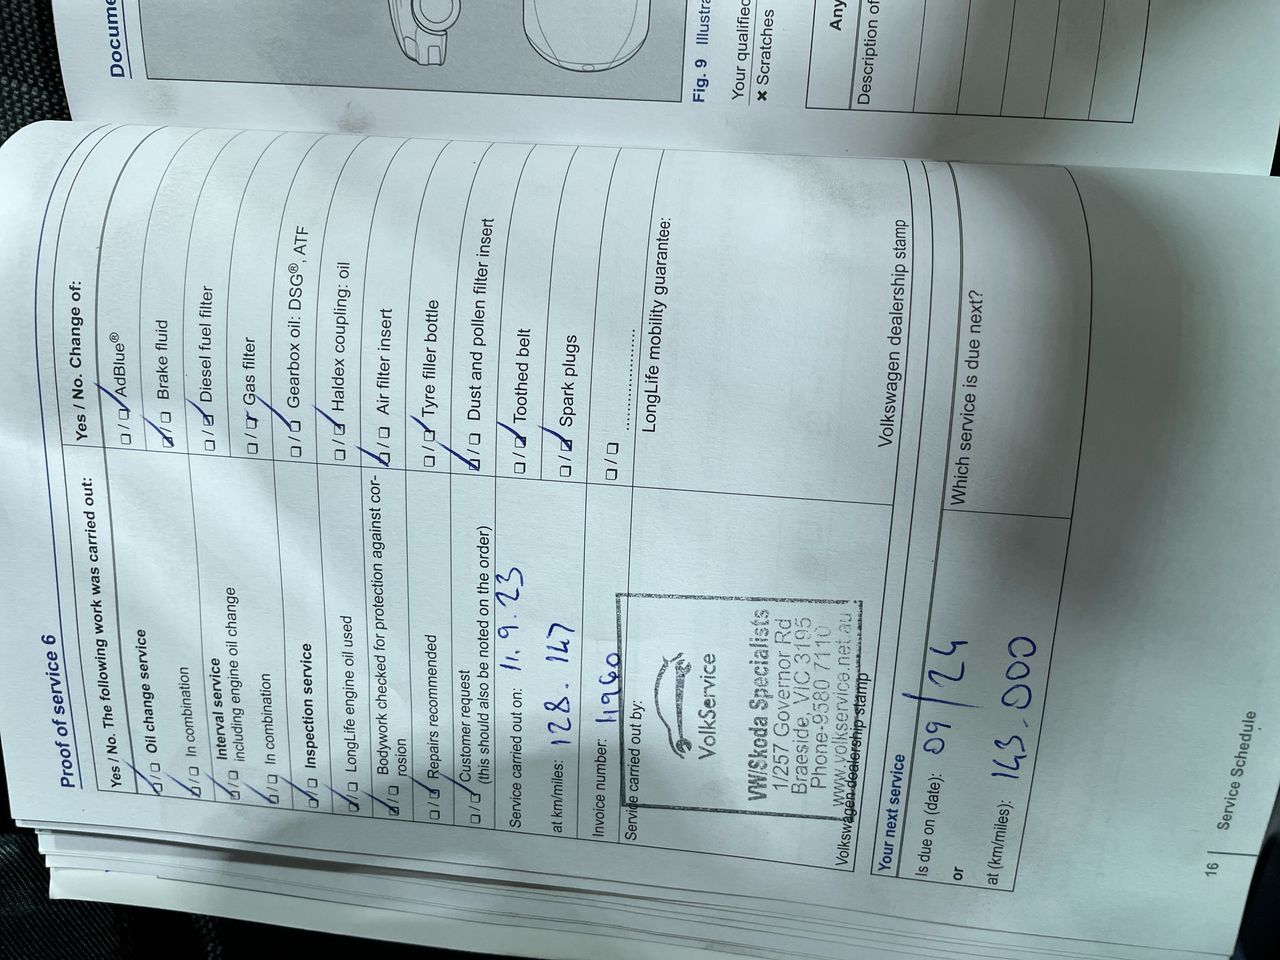 Docume
Fig. 9 Illustra
Your qualified
✖ Scratches
Any
Description of
Proof of service 6
Yes / No. The following work was carried out:
☑/☐ Oil change service
☑/☐ In combination
☑/☐ Interval service
including engine oil change
☑/☐ In combination
☑/☐ Inspection service
☑/☐ LongLife engine oil used
☑/☐ Bodywork checked for protection against cor-
rosion
☐/☑ Repairs recommended
☐/☑ Customer request
(this should also be noted on the order)
Service carried out on: 11.9.23
at km/miles: 128.147
Invoice number: 11960
Service carried out by:
VolkService
VW/Skoda Specialists
1/257 Governor Rd
Braeside, VIC 3195
Phone-9580 7110
www.volkservice.net.au
Volkswagen dealership stamp
Yes / No. Change of:
☐/☑ AdBlue®
☑/☐ Brake fluid
☐/☑ Diesel fuel filter
☐/☑ Gas filter
☐/☑ Gearbox oil: DSG®, ATF
☐/☑ Haldex coupling: oil
☑/☐ Air filter insert
☐/☑ Tyre filler bottle
☑/☐ Dust and pollen filter insert
☐/☑ Toothed belt
☐/☑ Spark plugs
☐/☐ ....................
LongLife mobility guarantee:
Volkswagen dealership stamp
Your next service
Is due on (date): 09/24
or
at (km/miles): 143.000
Which service is due next?
16 | Service Schedule